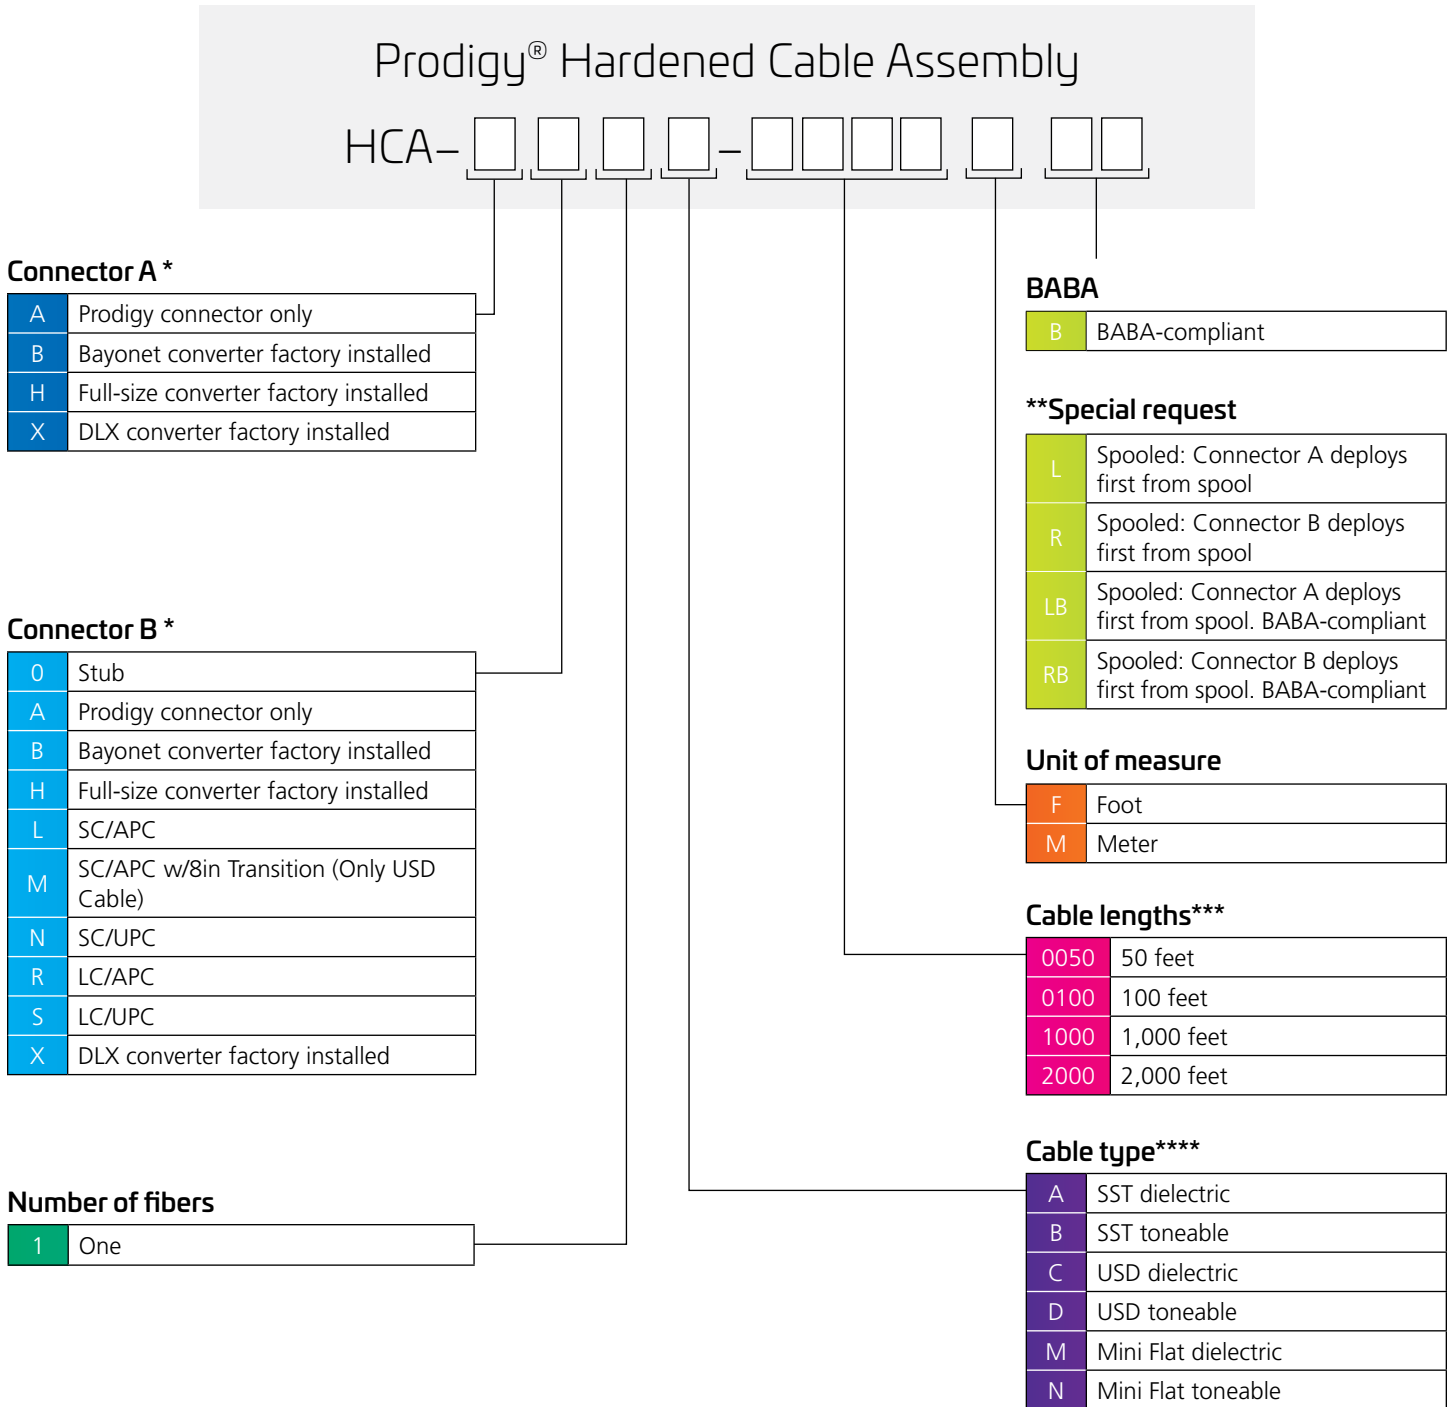 Prodigy® Hardened Cable Assembly
HCA– –
Connector A *
A Prodigy connector only
B Bayonet converter factory installed
H Full-size converter factory installed
X DLX converter factory installed
Connector B *
0 Stub
A Prodigy connector only
B Bayonet converter factory installed
H Full-size converter factory installed
L SC/APC
M SC/APC w/8in Transition (Only USD
Cable)
N SC/UPC
R LC/APC
S LC/UPC
X DLX converter factory installed
Number of fibers
1 One
BABA
B BABA-compliant
**Special request
L Spooled: Connector A deploys
first from spool
R Spooled: Connector B deploys
first from spool
LB Spooled: Connector A deploys
first from spool. BABA-compliant
RB Spooled: Connector B deploys
first from spool. BABA-compliant
Unit of measure
F Foot
M Meter
Cable lengths***
0050 50 feet
0100 100 feet
1000 1,000 feet
2000 2,000 feet
Cable type****
A SST dielectric
B SST toneable
C USD dielectric
D USD toneable
M Mini Flat dielectric
N Mini Flat toneable